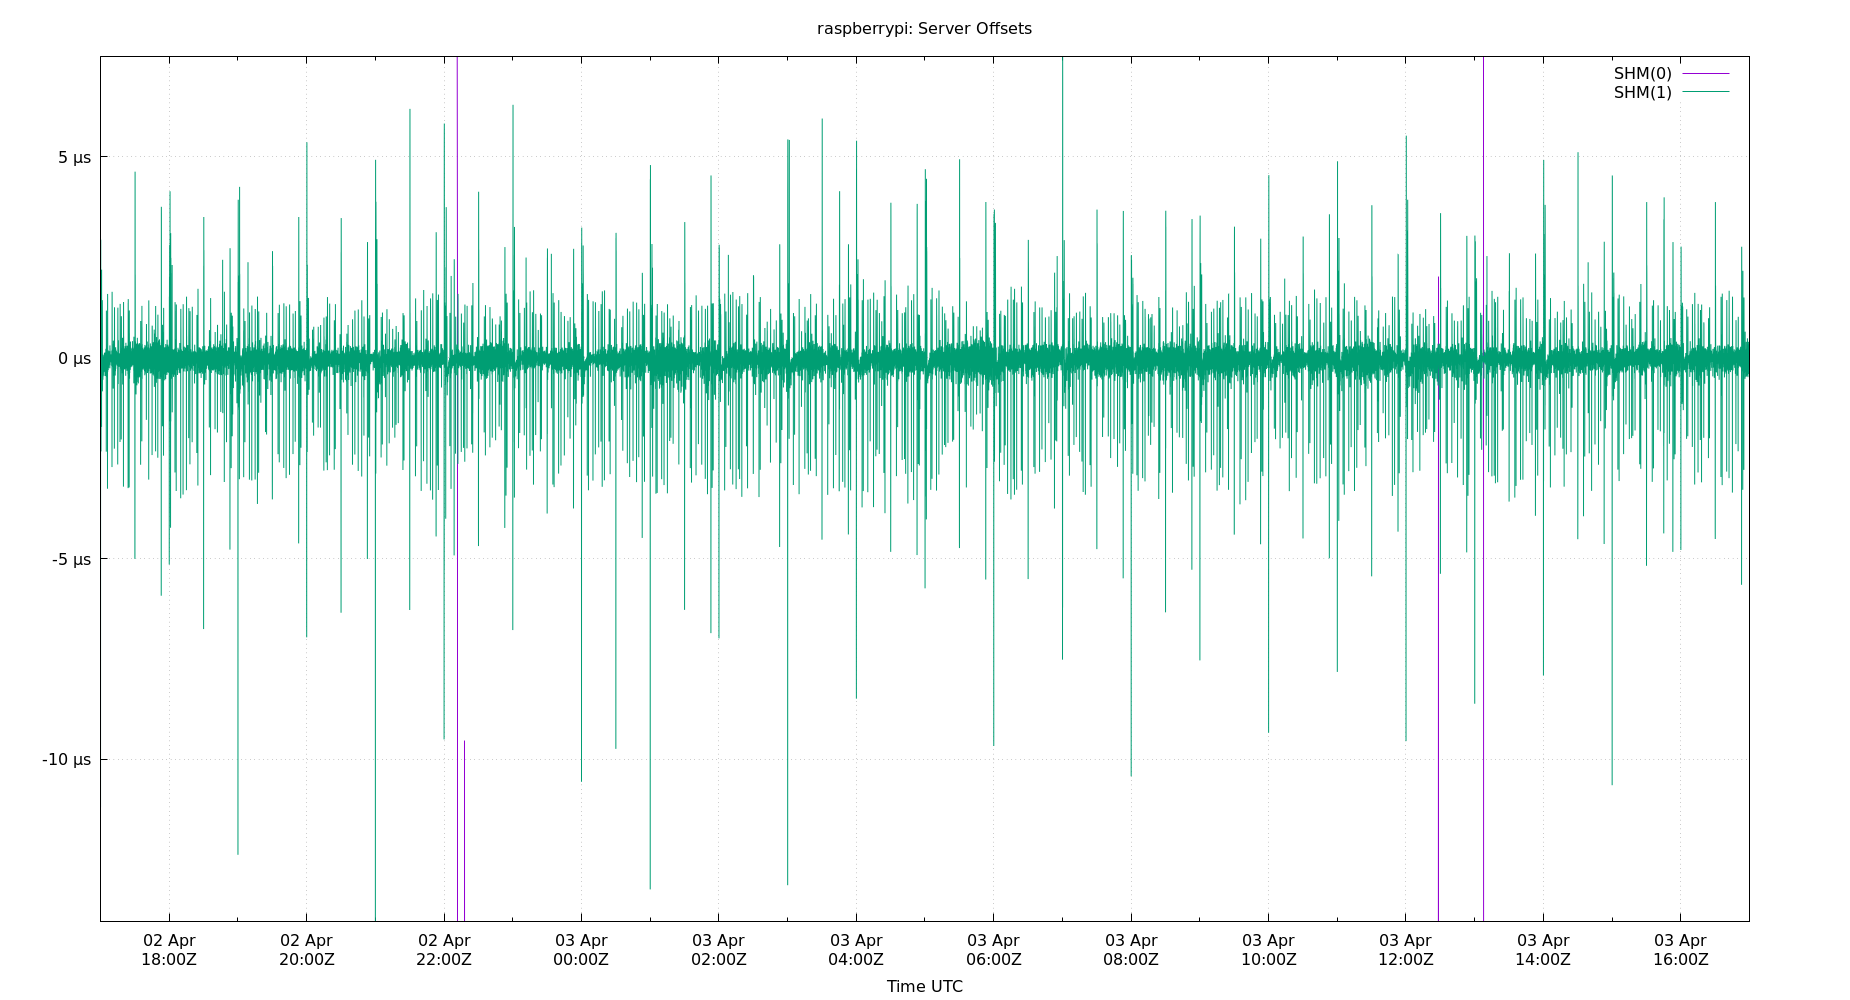 raspberrypi: Server Offsets
SHM(0)
SHM(1)
5 µs
0 µs
-5 µs
-10 µs
02 Apr 02 Apr 02 Apr 03 Apr 03 Apr 03 Apr 03 Apr 03 Apr 03 Apr 03 Apr 03 Apr 03 Apr
18:00Z 20:00Z 22:00Z 00:00Z 02:00Z 04:00Z 06:00Z 08:00Z 10:00Z 12:00Z 14:00Z 16:00Z
Time UTC